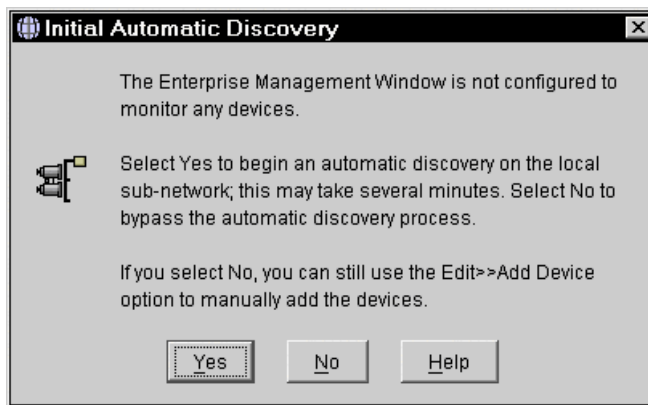 Initial Automatic Discovery
The Enterprise Management Window is not configured to
monitor any devices.
Select Yes to begin an automatic discovery on the local
sub-network; this may take several minutes. Select No to
bypass the automatic discovery process.
If you select No, you can still use the Edit>>Add Device
option to manually add the devices.
Yes No Help